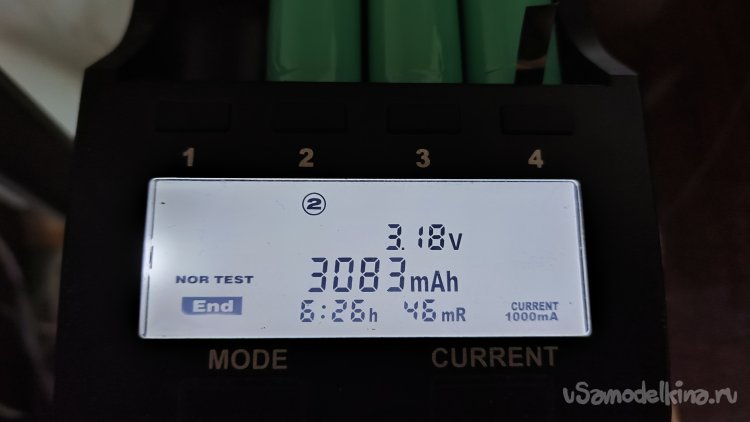 1 2 3 4
②
3.18v
NOR TEST 3083mAh
End 6:26h 46mR CURRENT
1000mA
MODE CURRENT
vSamodelkina.ru